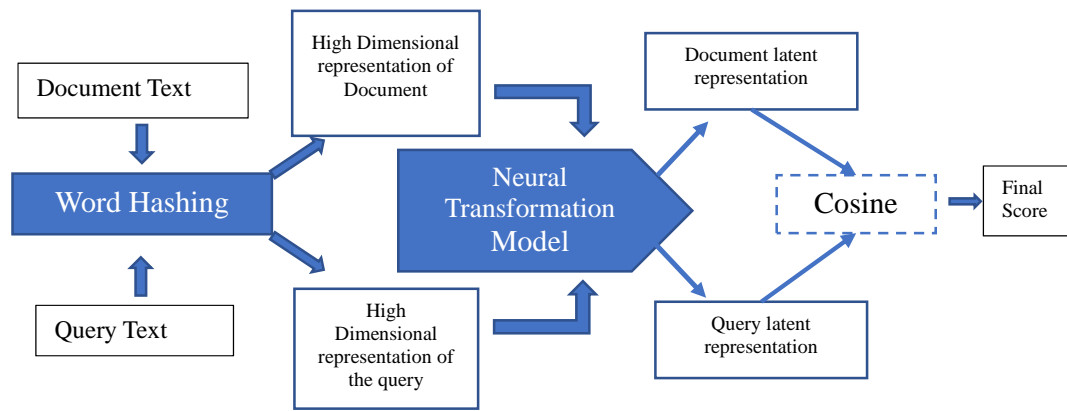 Document Text
Word Hashing
Query Text
High Dimensional
representation of
Document
High
Dimensional
representation of
the query
Neural
Transformation
Model
Document latent
representation
Query latent
representation
Cosine
Final
Score